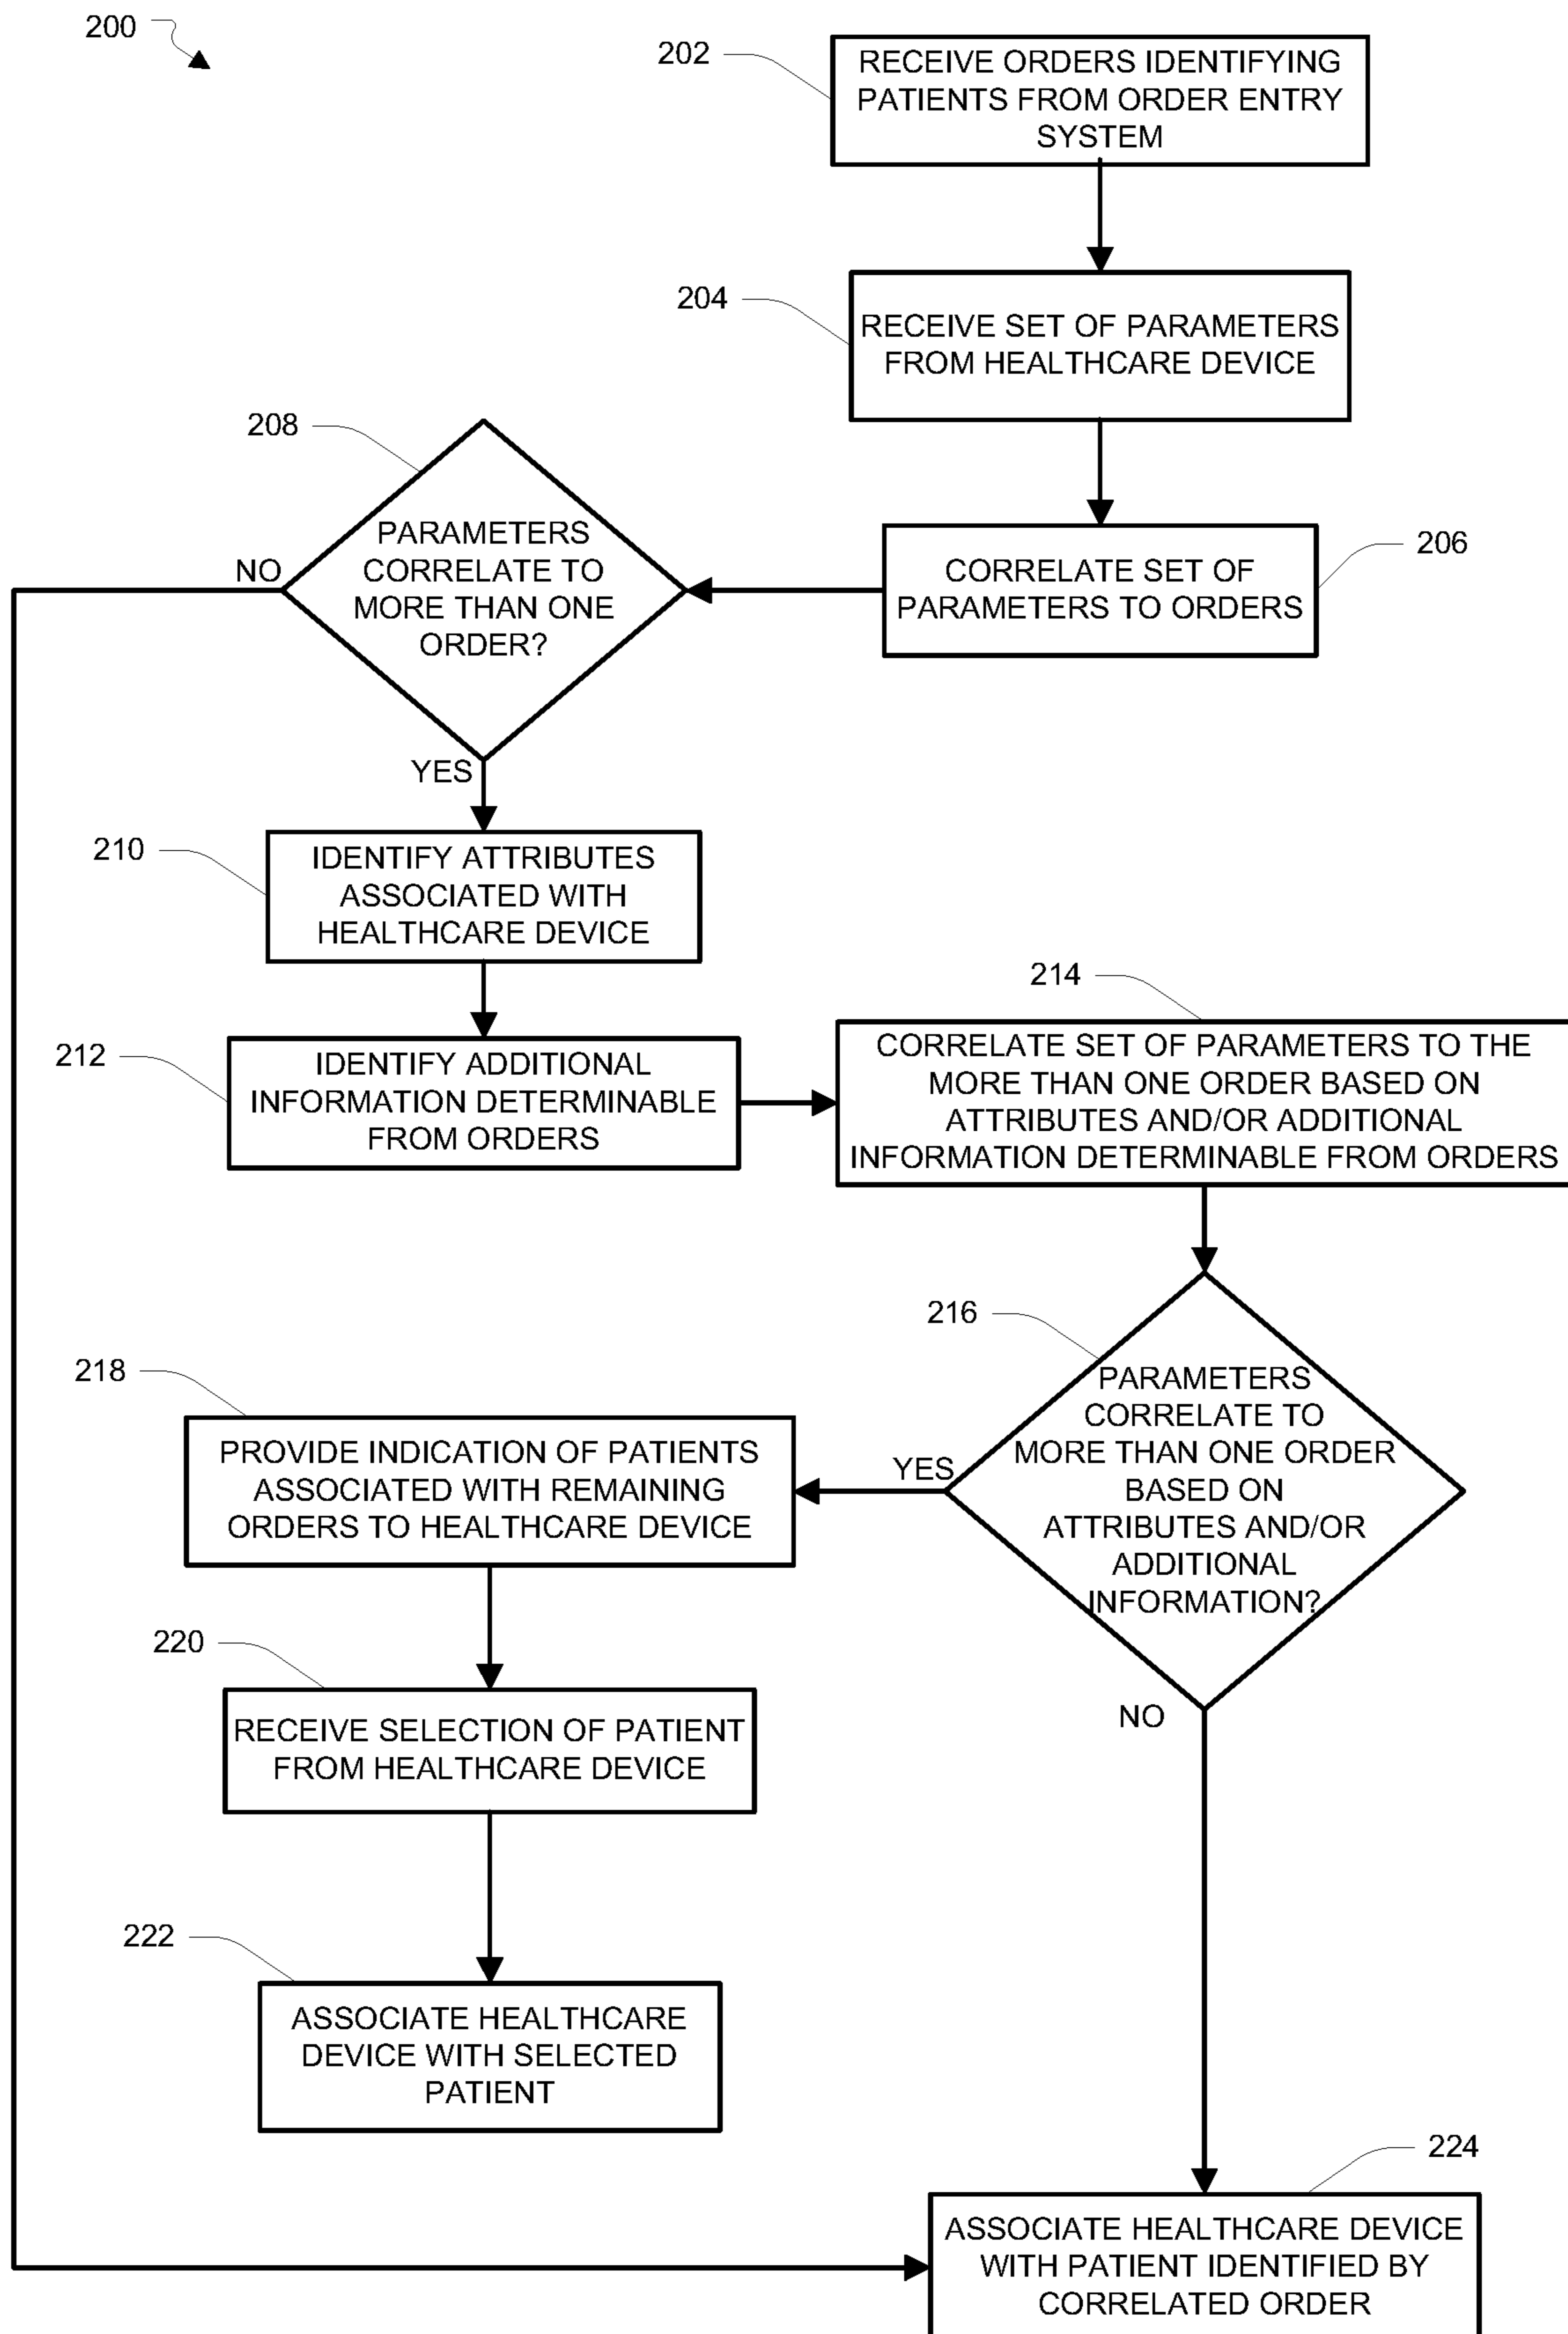 200
202
RECEIVE ORDERS IDENTIFYING
PATIENTS FROM ORDER ENTRY
SYSTEM
204
RECEIVE SET OF PARAMETERS
FROM HEALTHCARE DEVICE
206
CORRELATE SET OF
PARAMETERS TO ORDERS
208
PARAMETERS
CORRELATE TO
MORE THAN ONE
ORDER?
NO
YES
210
IDENTIFY ATTRIBUTES
ASSOCIATED WITH
HEALTHCARE DEVICE
212
IDENTIFY ADDITIONAL
INFORMATION DETERMINABLE
FROM ORDERS
214
CORRELATE SET OF PARAMETERS TO THE
MORE THAN ONE ORDER BASED ON
ATTRIBUTES AND/OR ADDITIONAL
INFORMATION DETERMINABLE FROM ORDERS
216
PARAMETERS
CORRELATE TO
MORE THAN ONE ORDER
BASED ON
ATTRIBUTES AND/OR
ADDITIONAL
INFORMATION?
YES
NO
218
PROVIDE INDICATION OF PATIENTS
ASSOCIATED WITH REMAINING
ORDERS TO HEALTHCARE DEVICE
220
RECEIVE SELECTION OF PATIENT
FROM HEALTHCARE DEVICE
222
ASSOCIATE HEALTHCARE
DEVICE WITH SELECTED
PATIENT
224
ASSOCIATE HEALTHCARE DEVICE
WITH PATIENT IDENTIFIED BY
CORRELATED ORDER